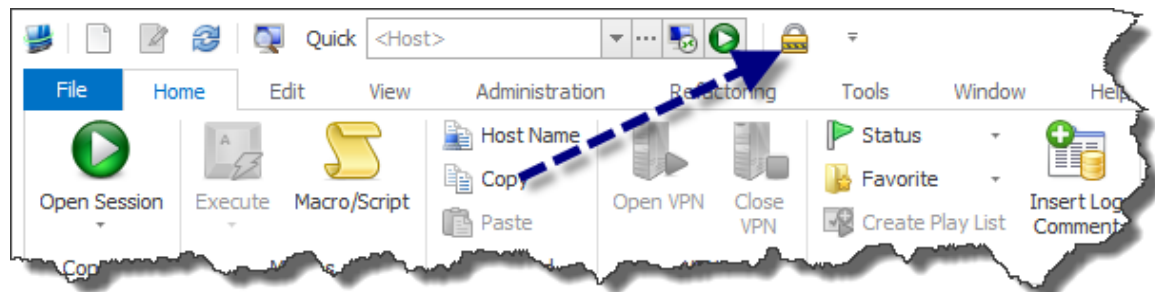 Quick <Host>
File Home Edit View Administration Refactoring Tools Window Help
Open Session
Execute
Macro/Script
Host Name
Copy
Paste
Open VPN
Close
VPN
Status
Favorite
Create Play List
Insert Log
Comment